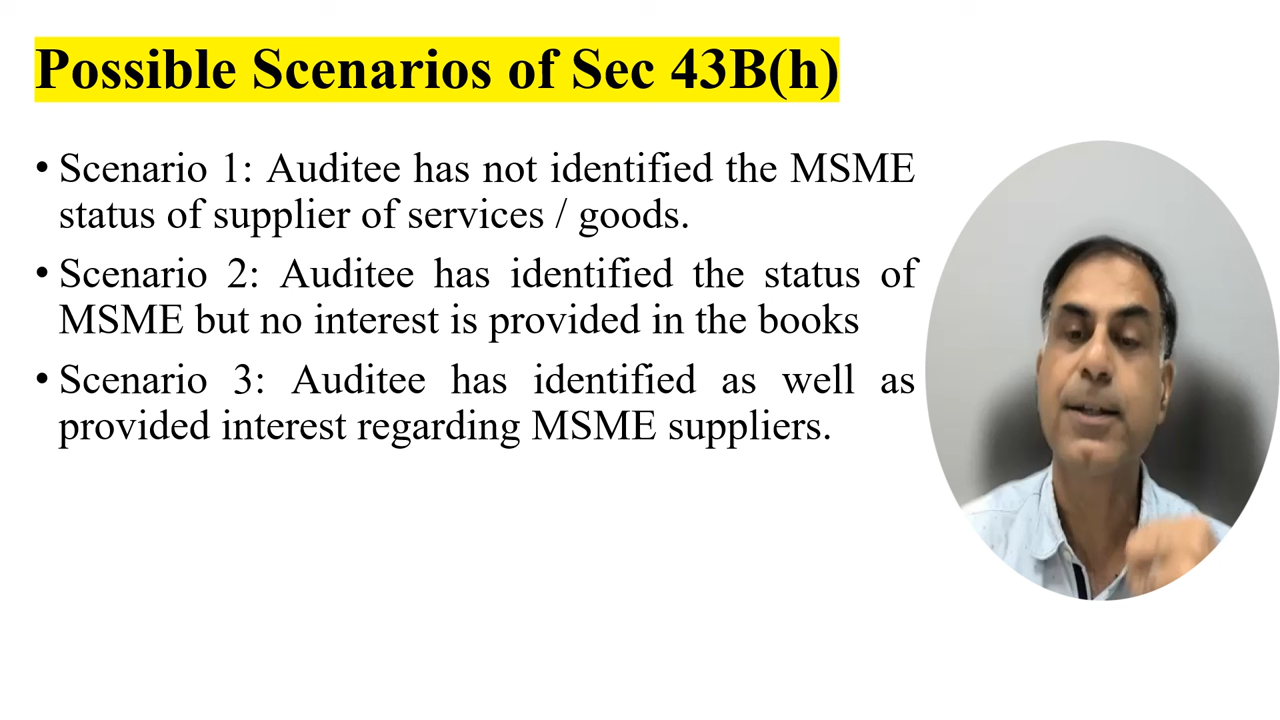 Possible Scenarios of Sec 43B(h)
• Scenario 1: Auditee has not identified the MSME
status of supplier of services / goods.
• Scenario 2: Auditee has identified the status of
MSME but no interest is provided in the books
• Scenario 3: Auditee has identified as well as
provided interest regarding MSME suppliers.